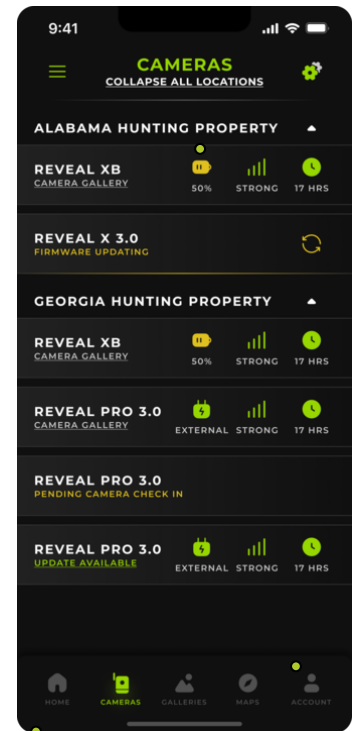 9:41
CAMERAS
COLLAPSE ALL LOCATIONS
ALABAMA HUNTING PROPERTY
REVEAL XB
CAMERA GALLERY
50% STRONG 17 HRS
REVEAL X 3.0
FIRMWARE UPDATING
GEORGIA HUNTING PROPERTY
REVEAL XB
CAMERA GALLERY
50% STRONG 17 HRS
REVEAL PRO 3.0
CAMERA GALLERY
EXTERNAL STRONG 17 HRS
REVEAL PRO 3.0
PENDING CAMERA CHECK IN
REVEAL PRO 3.0
UPDATE AVAILABLE
EXTERNAL STRONG 17 HRS
HOME CAMERAS GALLERIES MAPS ACCOUNT